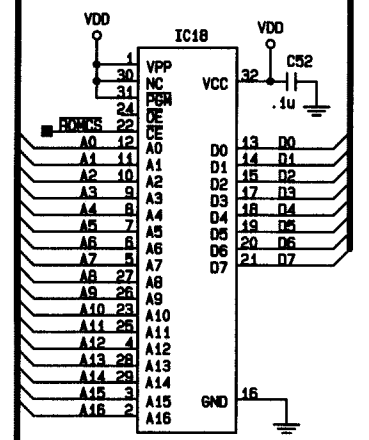 VDD
IC18
VDD
1 VPP
30 NC
31 PGM
24 OE
ROMCS 22 CE
VCC 32
C52
.1u
A0 12 A0
A1 11 A1
A2 10 A2
A3 9 A3
A4 8 A4
A5 7 A5
A6 6 A6
A7 5 A7
A8 27 A8
A9 26 A9
A10 23 A10
A11 25 A11
A12 4 A12
A13 28 A13
A14 29 A14
A15 3 A15
A16 2 A16
D0 13 D0
D1 14 D1
D2 15 D2
D3 17 D3
D4 18 D4
D5 19 D5
D6 20 D6
D7 21 D7
GND 16